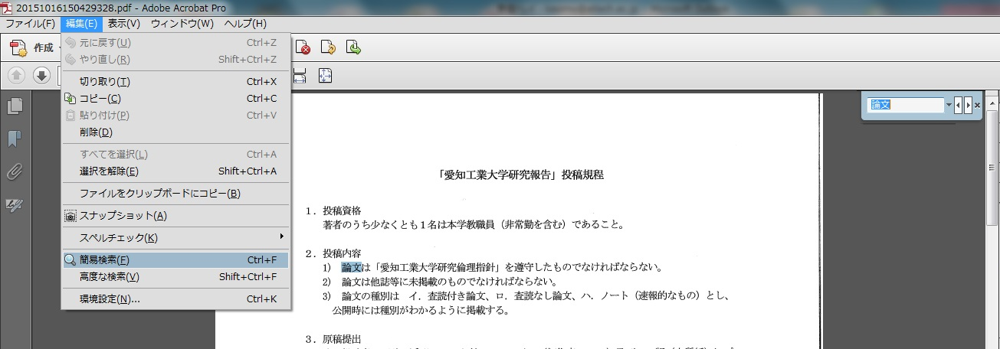 20151016150429328.pdf - Adobe Acrobat Pro
ファイル(F) 編集(E) 表示(V) ウィンドウ(W) ヘルプ(H)
作成
元に戻す(U) Ctrl+Z
やり直し(R) Shift+Ctrl+Z
切り取り(T) Ctrl+X
コピー(C) Ctrl+C
貼り付け(P) Ctrl+V
削除(D)
すべてを選択(L) Ctrl+A
選択を解除(E) Shift+Ctrl+A
ファイルをクリップボードにコピー(B)
スナップショット(A)
スペルチェック(K)
簡易検索(F) Ctrl+F
高度な検索(V) Shift+Ctrl+F
環境設定(N)... Ctrl+K
論文
「愛知工業大学研究報告」投稿規程
1．投稿資格
著者のうち少なくとも1名は本学教職員（非常勤を含む）であること。
2．投稿内容
1) 論文は「愛知工業大学研究倫理指針」を遵守したものでなければならない。
2) 論文は他誌等に未掲載のものでなければならない。
3) 論文の種別は イ．査読付き論文、ロ．査読なし論文、ハ．ノート（速報的なもの）とし、
公開時には種別がわかるように掲載する。
3．原稿提出